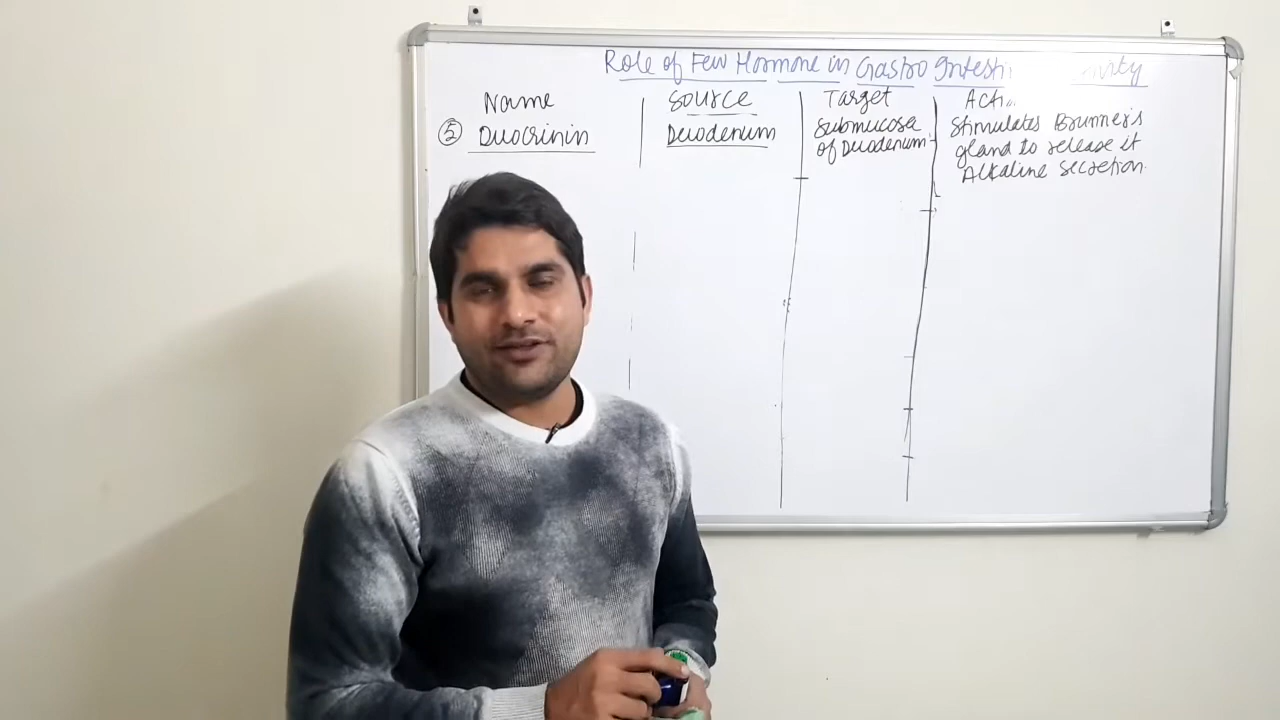 Role of Few Hormone in Gastro Intesti
Name Source Target Acti
⑤ Duocrinin Duodenum Submucosa of Duodenum Stimulates Brunner's
gland to release it
Alkaline Secretion.